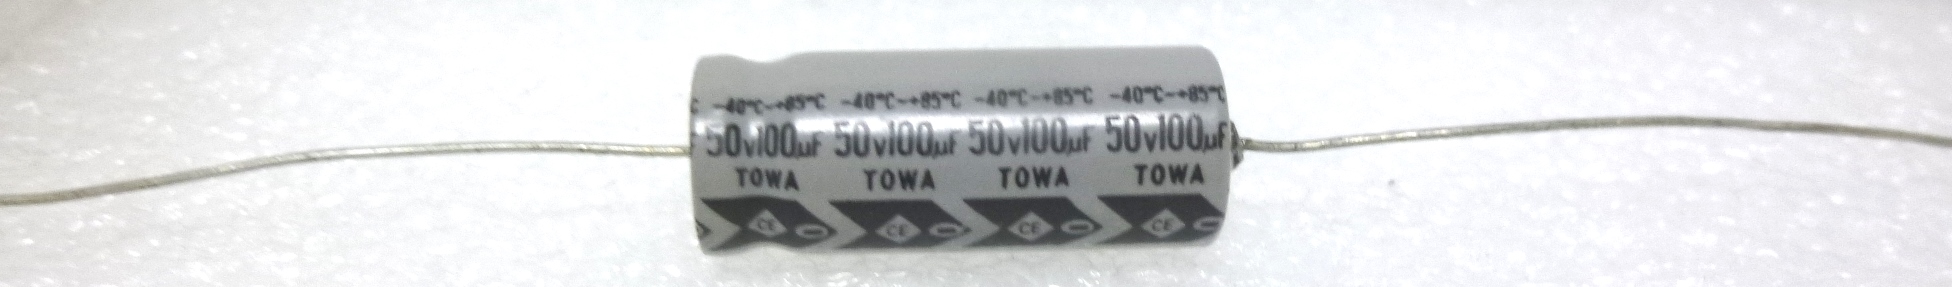 -40°C~+85°C -40°C~+85°C -40°C~+85°C -40°C~+85°C
50v100µF 50v100µF 50v100µF 50v100µF
TOWA TOWA TOWA TOWA
CE CE CE CE